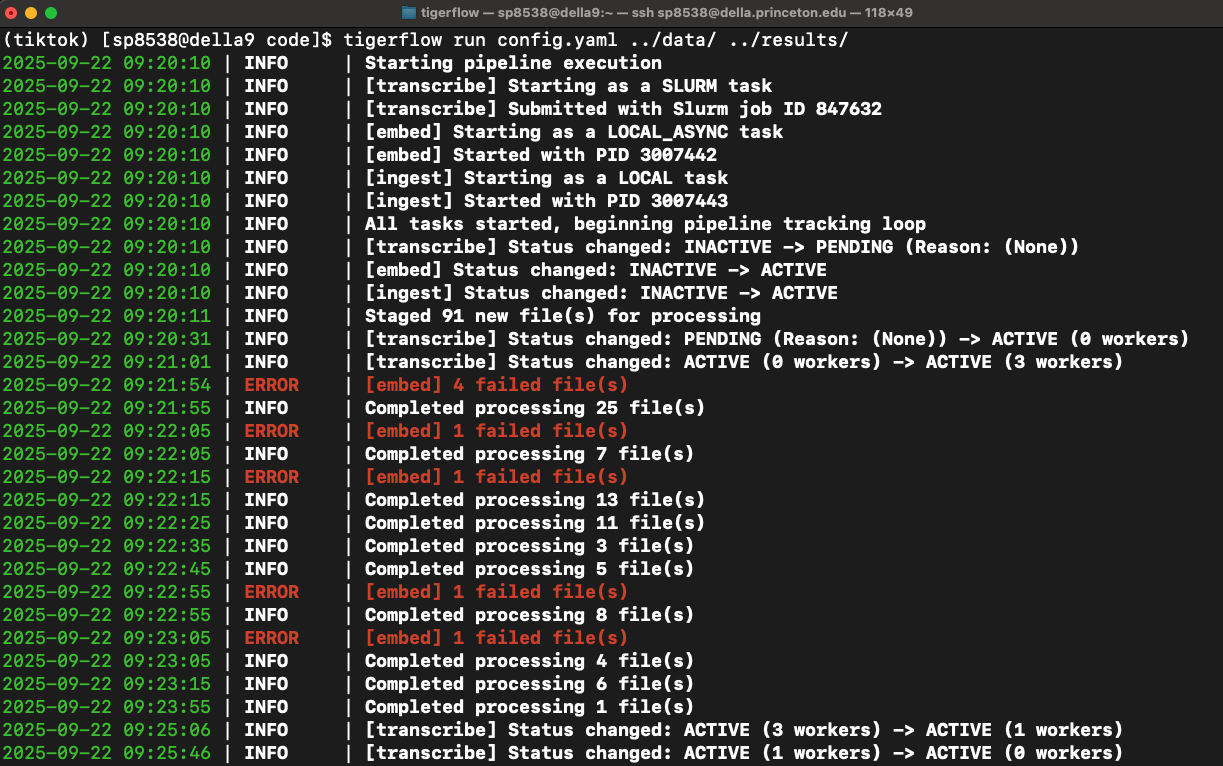 tigerflow — sp8538@della9:~ — ssh sp8538@della.princeton.edu — 118×49
(tiktok) [sp8538@della9 code]$ tigerflow run config.yaml ../data/ ../results/
2025-09-22 09:20:10 | INFO     | Starting pipeline execution
2025-09-22 09:20:10 | INFO     | [transcribe] Starting as a SLURM task
2025-09-22 09:20:10 | INFO     | [transcribe] Submitted with Slurm job ID 847632
2025-09-22 09:20:10 | INFO     | [embed] Starting as a LOCAL_ASYNC task
2025-09-22 09:20:10 | INFO     | [embed] Started with PID 3007442
2025-09-22 09:20:10 | INFO     | [ingest] Starting as a LOCAL task
2025-09-22 09:20:10 | INFO     | [ingest] Started with PID 3007443
2025-09-22 09:20:10 | INFO     | All tasks started, beginning pipeline tracking loop
2025-09-22 09:20:10 | INFO     | [transcribe] Status changed: INACTIVE -> PENDING (Reason: (None))
2025-09-22 09:20:10 | INFO     | [embed] Status changed: INACTIVE -> ACTIVE
2025-09-22 09:20:10 | INFO     | [ingest] Status changed: INACTIVE -> ACTIVE
2025-09-22 09:20:11 | INFO     | Staged 91 new file(s) for processing
2025-09-22 09:20:31 | INFO     | [transcribe] Status changed: PENDING (Reason: (None)) -> ACTIVE (0 workers)
2025-09-22 09:21:01 | INFO     | [transcribe] Status changed: ACTIVE (0 workers) -> ACTIVE (3 workers)
2025-09-22 09:21:54 | ERROR    | [embed] 4 failed file(s)
2025-09-22 09:21:55 | INFO     | Completed processing 25 file(s)
2025-09-22 09:22:05 | ERROR    | [embed] 1 failed file(s)
2025-09-22 09:22:05 | INFO     | Completed processing 7 file(s)
2025-09-22 09:22:15 | ERROR    | [embed] 1 failed file(s)
2025-09-22 09:22:15 | INFO     | Completed processing 13 file(s)
2025-09-22 09:22:25 | INFO     | Completed processing 11 file(s)
2025-09-22 09:22:35 | INFO     | Completed processing 3 file(s)
2025-09-22 09:22:45 | INFO     | Completed processing 5 file(s)
2025-09-22 09:22:55 | ERROR    | [embed] 1 failed file(s)
2025-09-22 09:22:55 | INFO     | Completed processing 8 file(s)
2025-09-22 09:23:05 | ERROR    | [embed] 1 failed file(s)
2025-09-22 09:23:05 | INFO     | Completed processing 4 file(s)
2025-09-22 09:23:15 | INFO     | Completed processing 6 file(s)
2025-09-22 09:23:55 | INFO     | Completed processing 1 file(s)
2025-09-22 09:25:06 | INFO     | [transcribe] Status changed: ACTIVE (3 workers) -> ACTIVE (1 workers)
2025-09-22 09:25:46 | INFO     | [transcribe] Status changed: ACTIVE (1 workers) -> ACTIVE (0 workers)